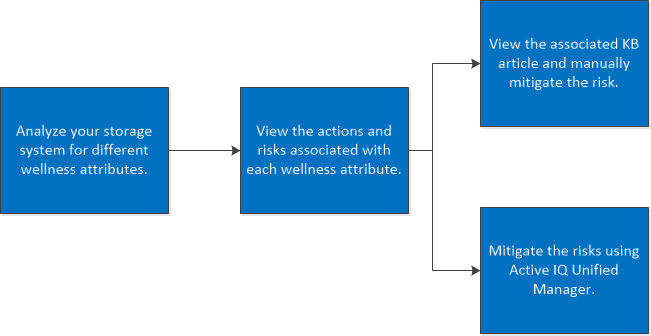 Analyze your storage
system for different
wellness attributes.
View the actions and
risks associated with
each wellness attribute.
View the associated KB
article and manually
mitigate the risk.
Mitigate the risks using
Active IQ Unified
Manager.